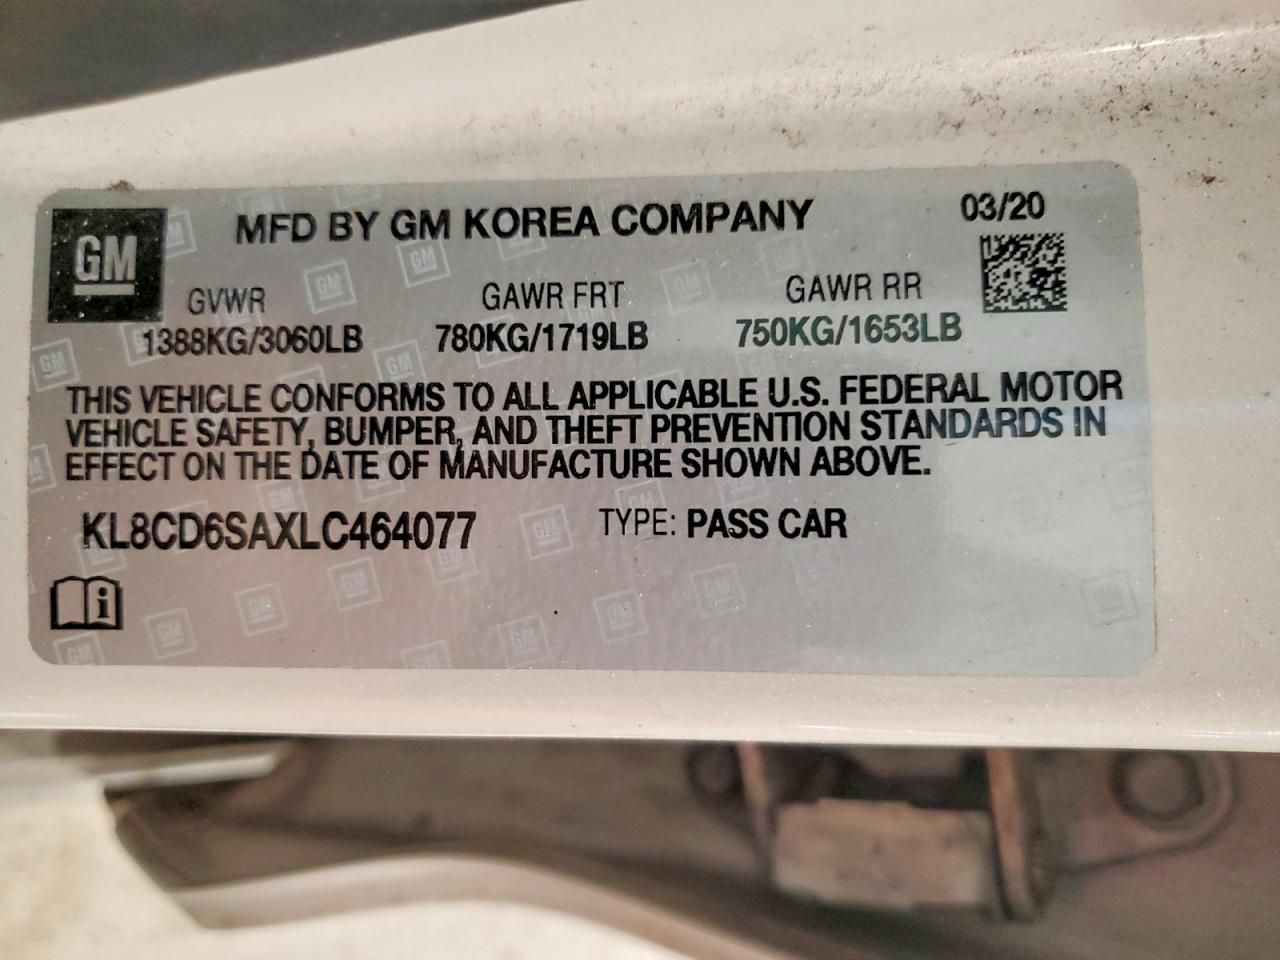 GM
MFD BY GM KOREA COMPANY
03/20
GVWR GAWR FRT GAWR RR
1388KG/3060LB 780KG/1719LB 750KG/1653LB
THIS VEHICLE CONFORMS TO ALL APPLICABLE U.S. FEDERAL MOTOR
VEHICLE SAFETY, BUMPER, AND THEFT PREVENTION STANDARDS IN
EFFECT ON THE DATE OF MANUFACTURE SHOWN ABOVE.
KL8CD6SAXLC464077 TYPE: PASS CAR